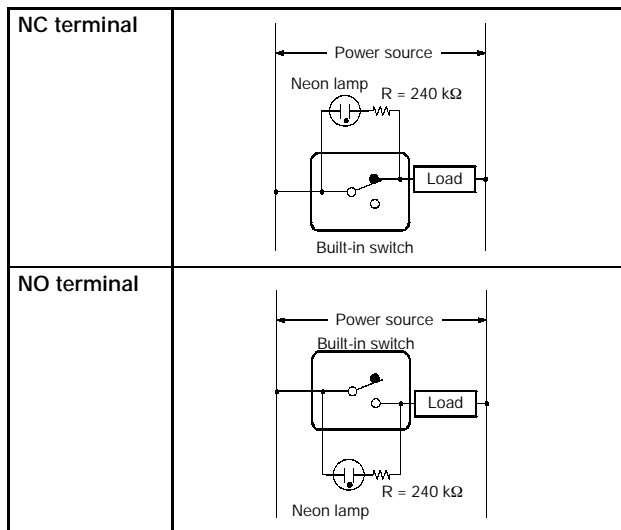 NC terminal
Power source
Neon lamp
R = 240 kΩ
Load
Built-in switch
NO terminal
Power source
Built-in switch
Load
R = 240 kΩ
Neon lamp